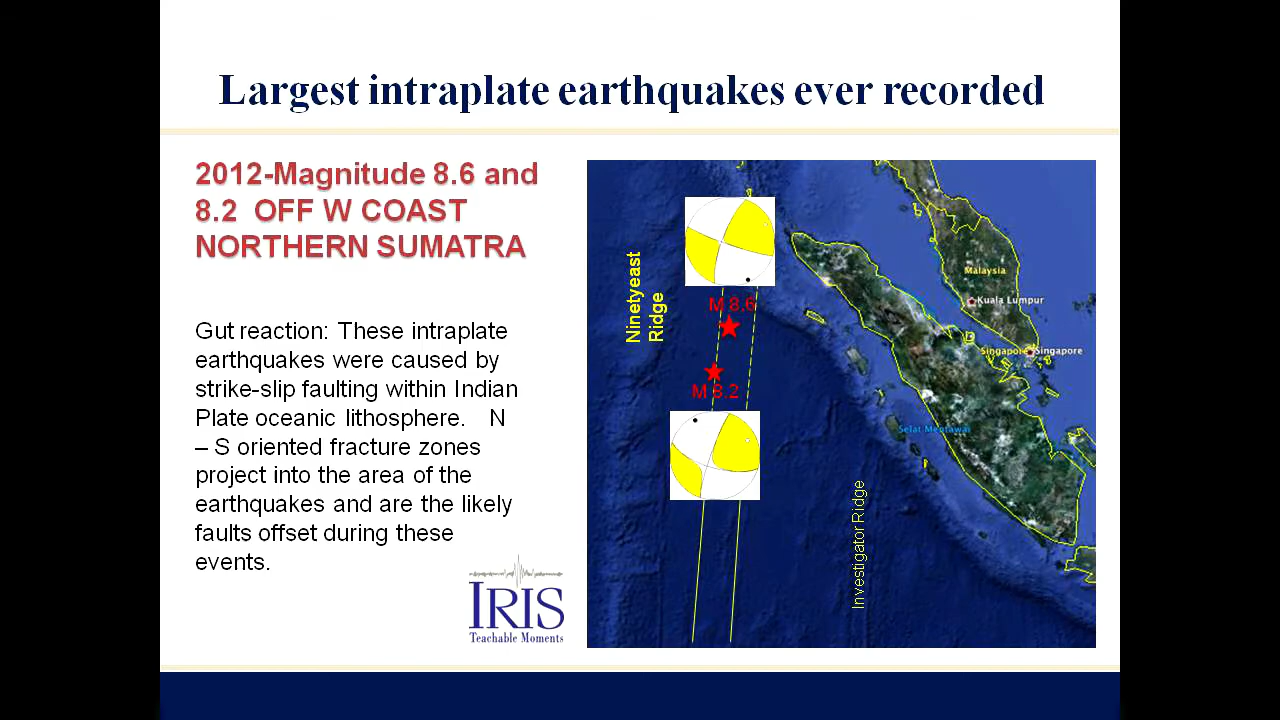 Largest intraplate earthquakes ever recorded
2012-Magnitude 8.6 and
8.2 OFF W COAST
NORTHERN SUMATRA
Gut reaction: These intraplate
earthquakes were caused by
strike-slip faulting within Indian
Plate oceanic lithosphere. N
– S oriented fracture zones
project into the area of the
earthquakes and are the likely
faults offset during these
events.
IRIS
Teachable Moments
Ninetyeast
Ridge
M 8.6
M 8.2
Malaysia
Kuala Lumpur
Singapore
Singapore
Selat Mentawai
Investigator Ridge